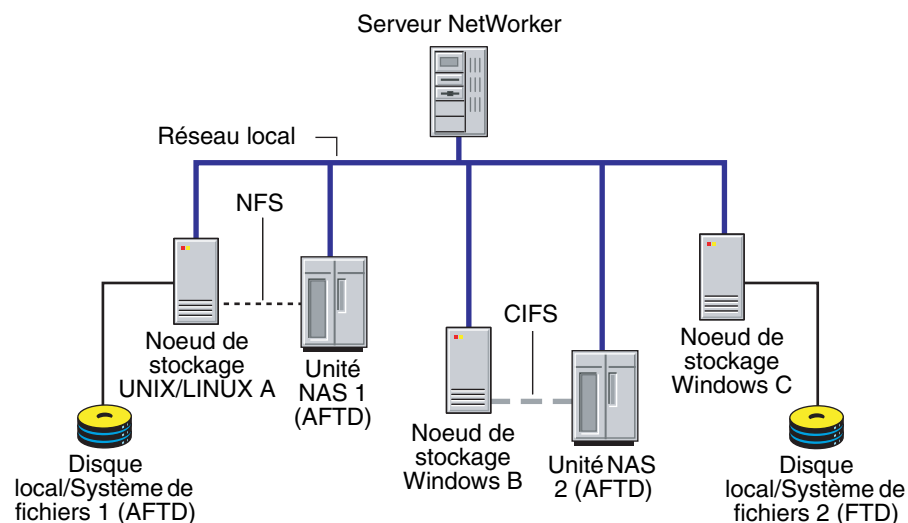 Serveur NetWorker
Réseau local
NFS
CIFS
Noeud de
stockage
UNIX/LINUX A
Unité
NAS 1
(AFTD)
Noeud de
stockage
Windows B
Unité NAS
2 (AFTD)
Noeud de
stockage
Windows C
Disque
local/Système de
fichiers 1 (AFTD)
Disque
local/Système de
fichiers 2 (FTD)